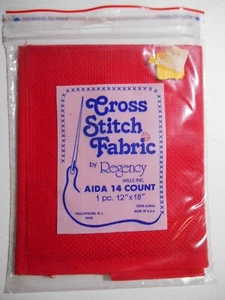 Cross
Stitch
Fabric
by Regency
MILLS INC.
AIDA 14 COUNT
1 pc. 12"x18"
100% cotton
MADE IN U.S.A.